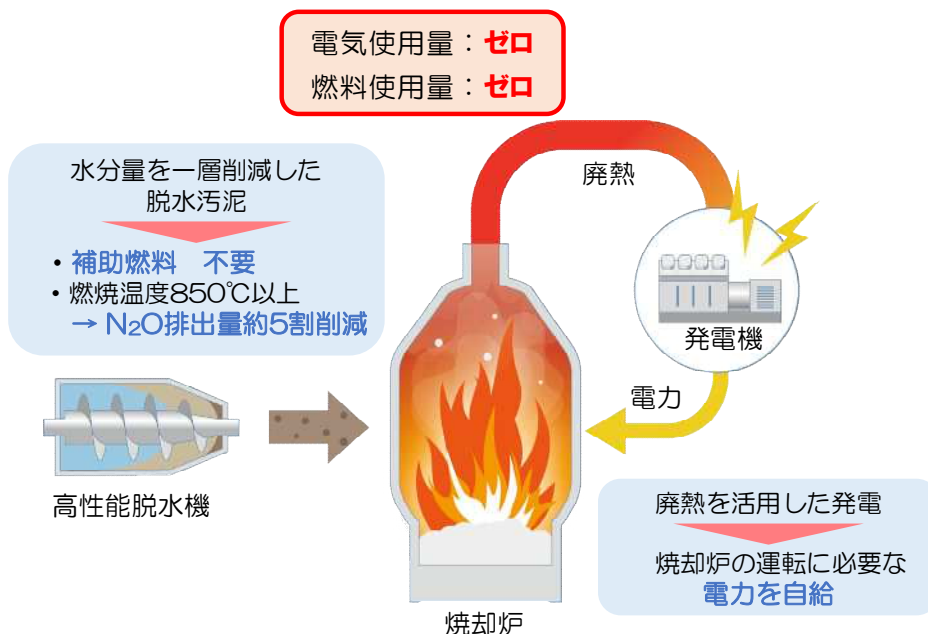 電気使用量：ゼロ
燃料使用量：ゼロ
水分量を一層削減した
脱水汚泥
・補助燃料　不要
・燃焼温度850℃以上
→ N₂O排出量約5割削減
廃熱
発電機
電力
高性能脱水機
廃熱を活用した発電
焼却炉の運転に必要な
電力を自給
焼却炉